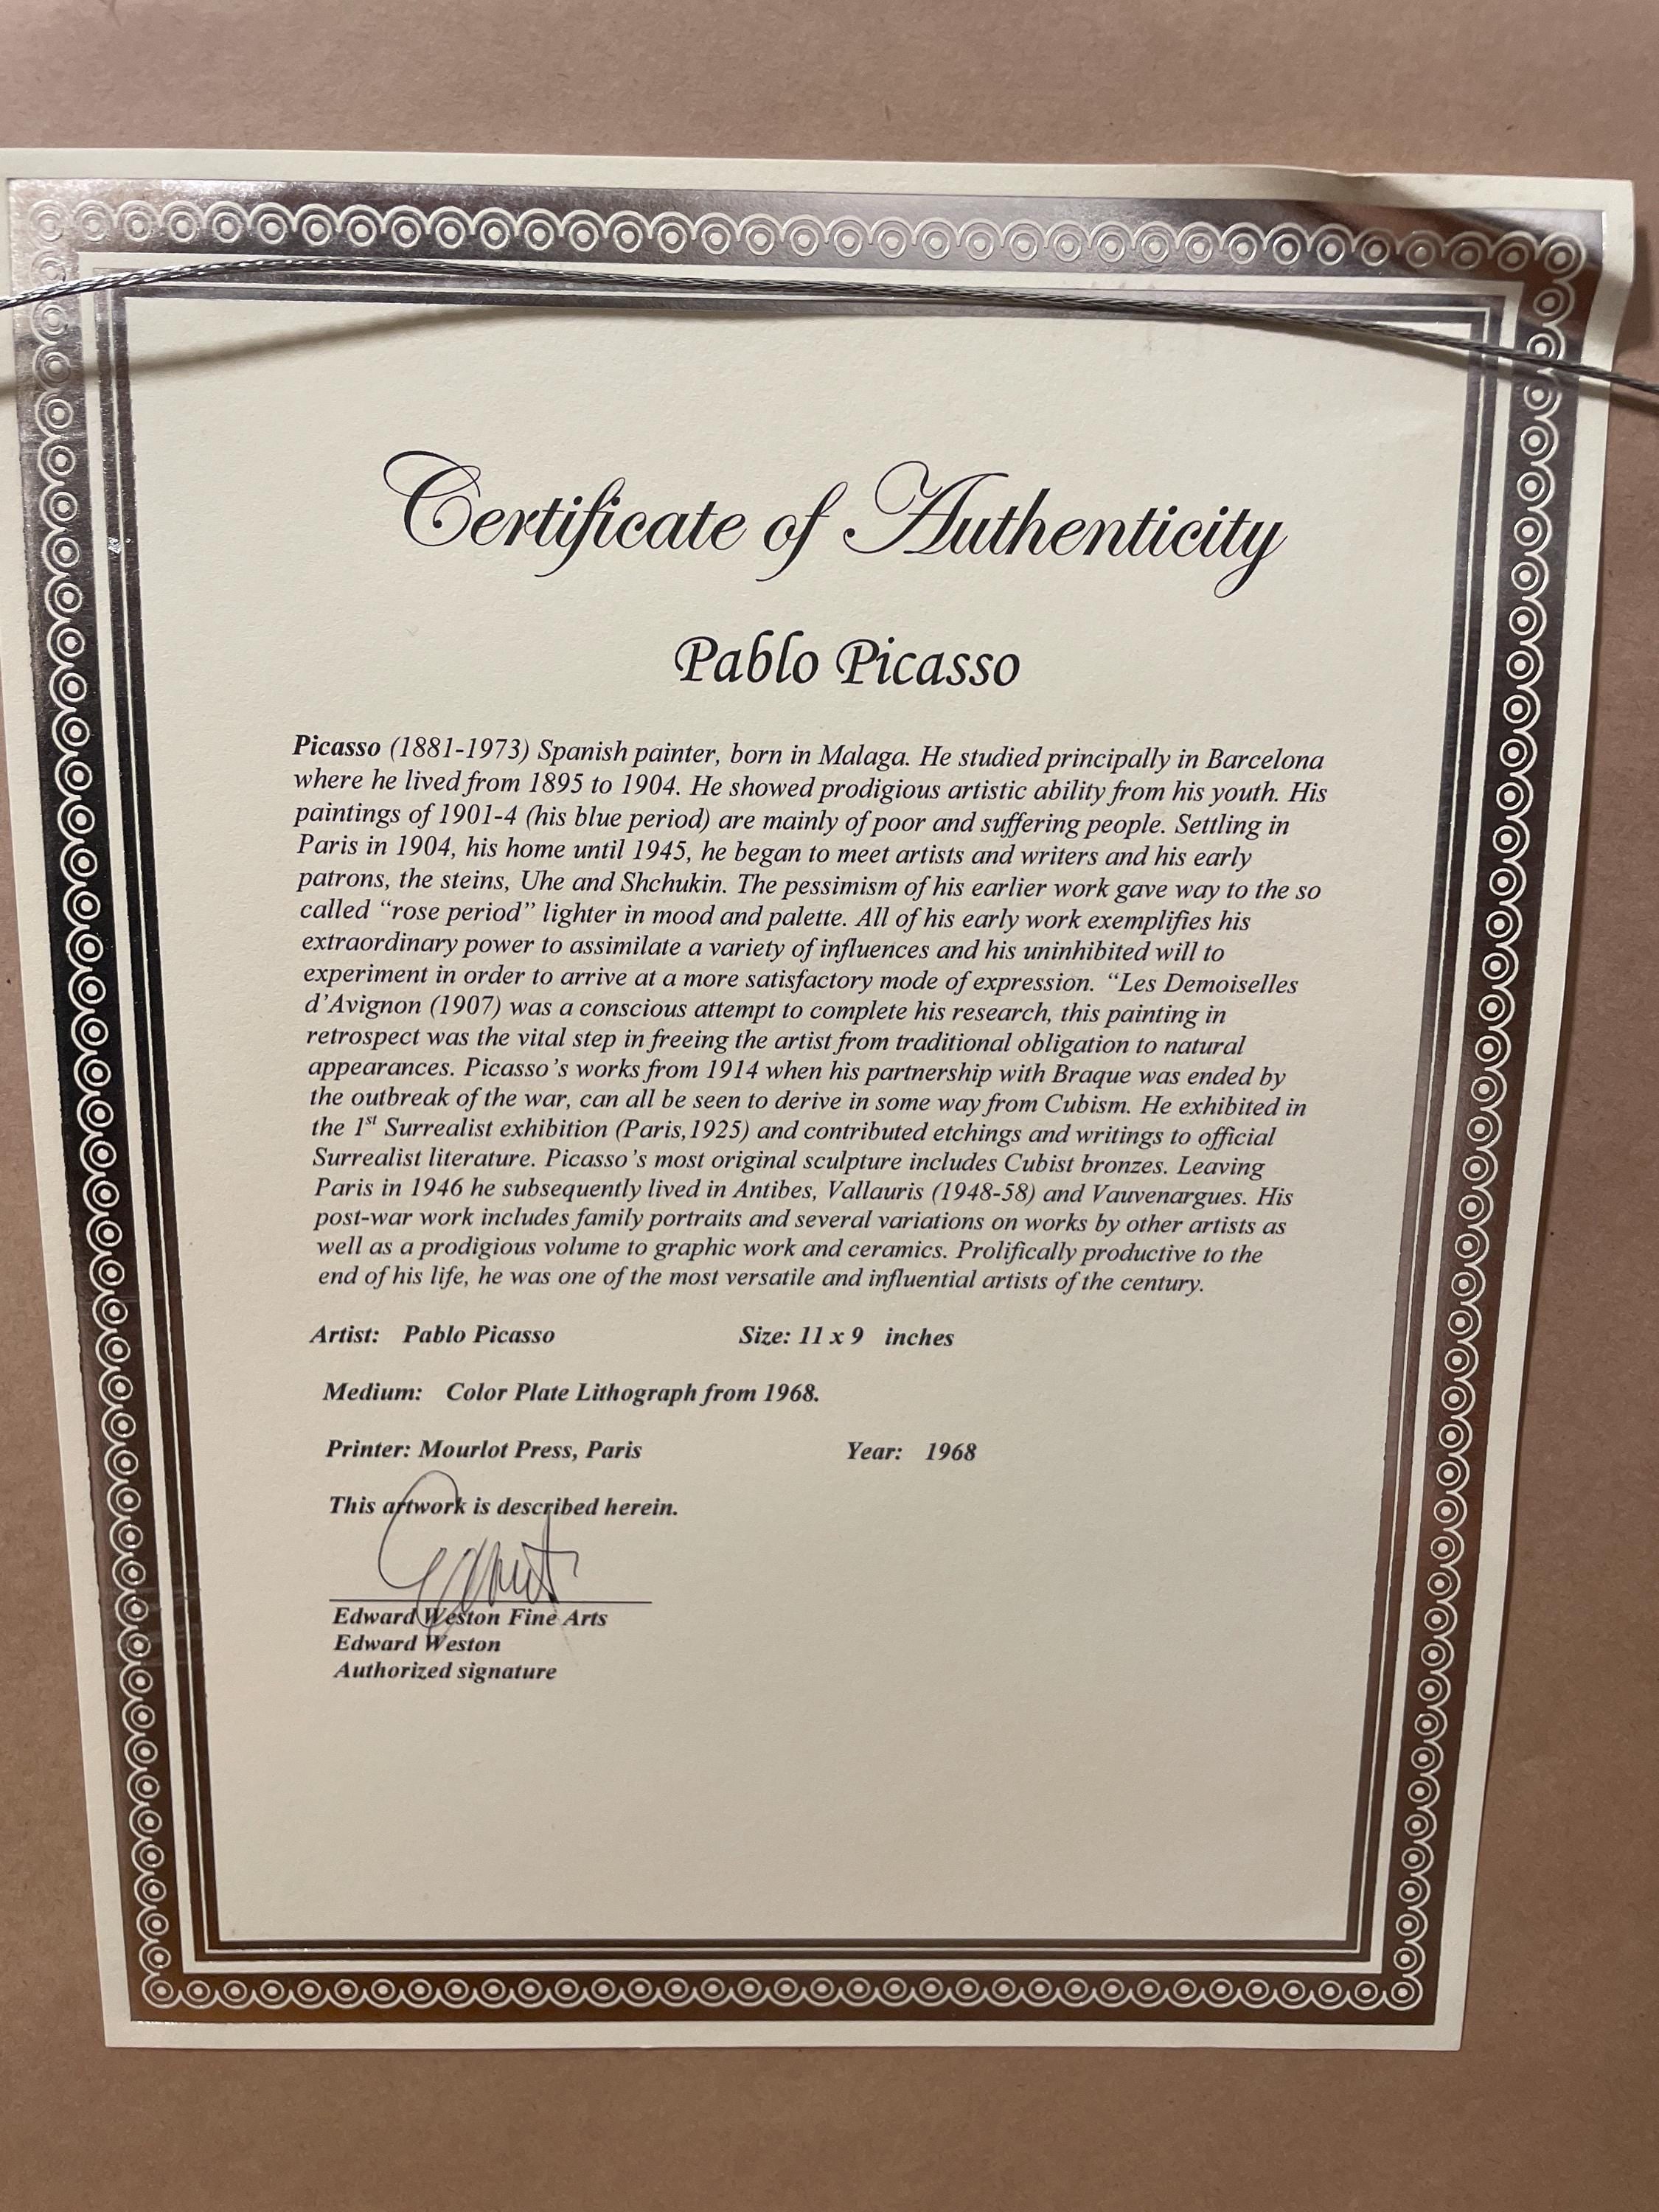 Certificate of Authenticity
Pablo Picasso
Picasso (1881-1973) Spanish painter, born in Malaga. He studied principally in Barcelona
where he lived from 1895 to 1904. He showed prodigious artistic ability from his youth. His
paintings of 1901-4 (his blue period) are mainly of poor and suffering people. Settling in
Paris in 1904, his home until 1945, he began to meet artists and writers and his early
patrons, the steins, Uhe and Shchukin. The pessimism of his earlier work gave way to the so
called “rose period” lighter in mood and palette. All of his early work exemplifies his
extraordinary power to assimilate a variety of influences and his uninhibited will to
experiment in order to arrive at a more satisfactory mode of expression. “Les Demoiselles
d’Avignon (1907) was a conscious attempt to complete his research, this painting in
retrospect was the vital step in freeing the artist from traditional obligation to natural
appearances. Picasso’s works from 1914 when his partnership with Braque was ended by
the outbreak of the war, can all be seen to derive in some way from Cubism. He exhibited in
the 1st Surrealist exhibition (Paris,1925) and contributed etchings and writings to official
Surrealist literature. Picasso’s most original sculpture includes Cubist bronzes. Leaving
Paris in 1946 he subsequently lived in Antibes, Vallauris (1948-58) and Vauvenargues. His
post-war work includes family portraits and several variations on works by other artists as
well as a prodigious volume to graphic work and ceramics. Prolifically productive to the
end of his life, he was one of the most versatile and influential artists of the century.
Artist: Pablo Picasso Size: 11 x 9 inches
Medium: Color Plate Lithograph from 1968.
Printer: Mourlot Press, Paris Year: 1968
This artwork is described herein.
Edward Weston Fine Arts
Edward Weston
Authorized signature